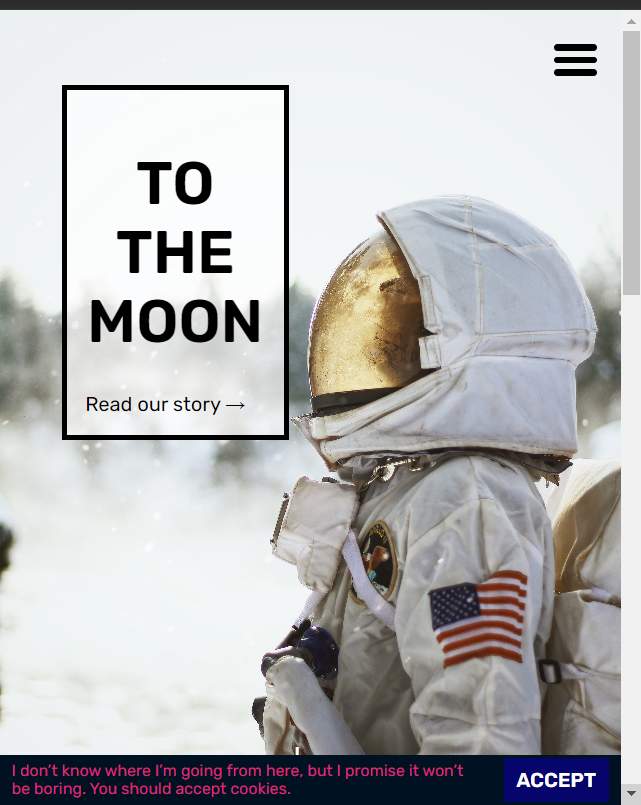 TO
THE
MOON
Read our story →
I don't know where I'm going from here, but I promise it won't
be boring. You should accept cookies.
ACCEPT